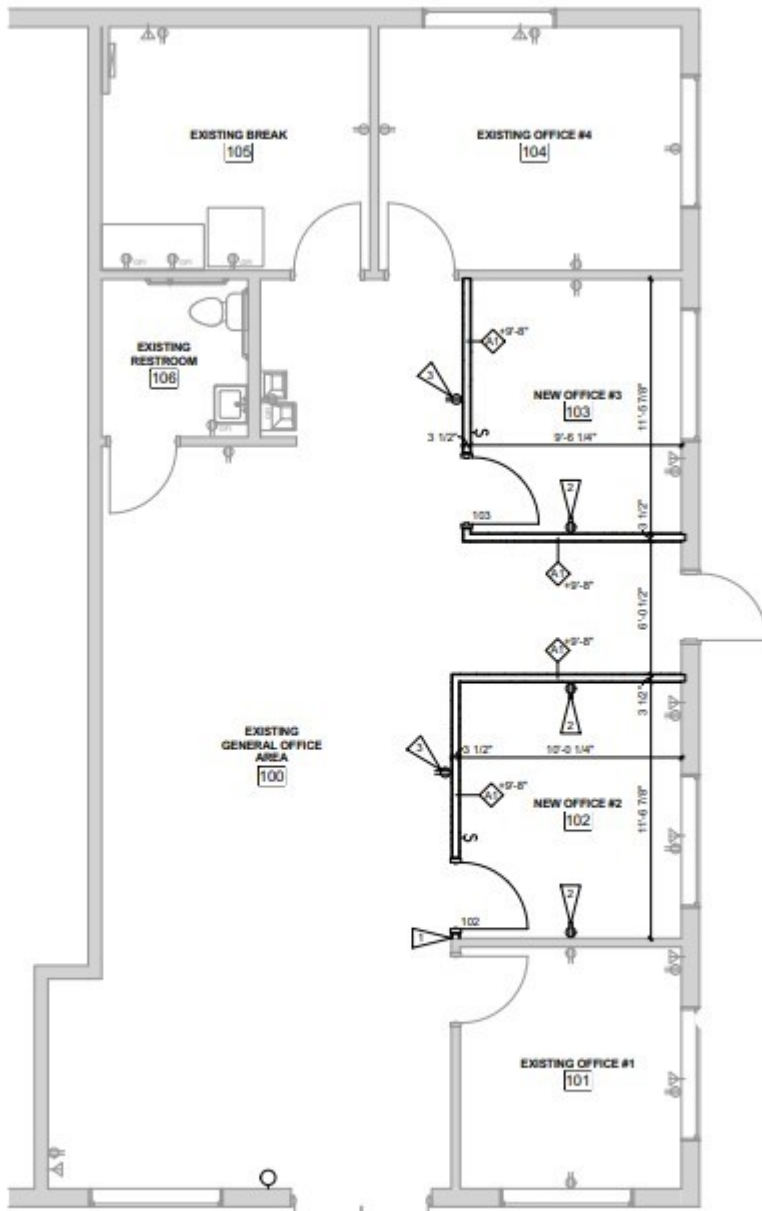 EXISTING BREAK
105
EXISTING OFFICE #4
104
EXISTING
RESTROOM
106
A1
+9'-8"
3
NEW OFFICE #3
103
11'-5 7/8"
S
3 1/2"
9'-6 1/4"
2
103
3 1/2"
A1
+9'-8"
6'-0 1/2"
+9'-8"
A1
3 1/2"
2
EXISTING
GENERAL OFFICE
AREA
100
3
3 1/2"
10'-0 1/4"
A1
+9'-8"
NEW OFFICE #2
102
11'-6 7/8"
S
2
102
1
EXISTING OFFICE #1
101